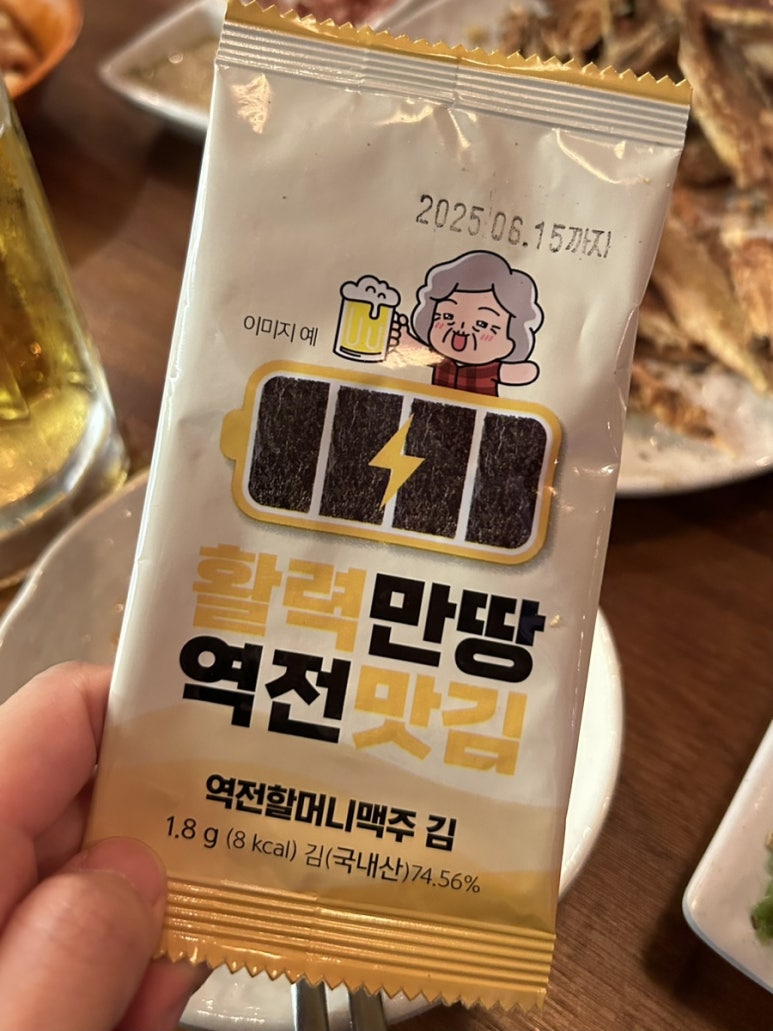 2025.06.15까지
이미지 예
활력만땅
역전맛김
역전할머니맥주 김
1.8 g (8 kcal) 김(국내산)74.56%